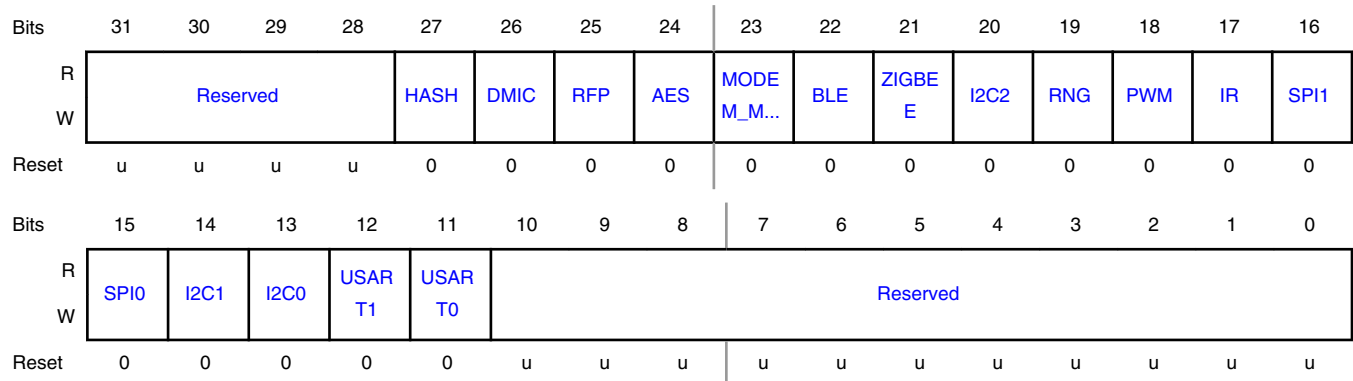 Bits 31 30 29 28 27 26 25 24 23 22 21 20 19 18 17 16
R
W
Reserved HASH DMIC RFP AES MODE BLE ZIGBE I2C2 RNG PWM IR SPI1
M_M... E
Reset u u u u 0 0 0 0 0 0 0 0 0 0 0 0
Bits 15 14 13 12 11 10 9 8 7 6 5 4 3 2 1 0
R
W
SPI0 I2C1 I2C0 USAR USAR Reserved
T1 T0
Reset 0 0 0 0 0 u u u u u u u u u u u